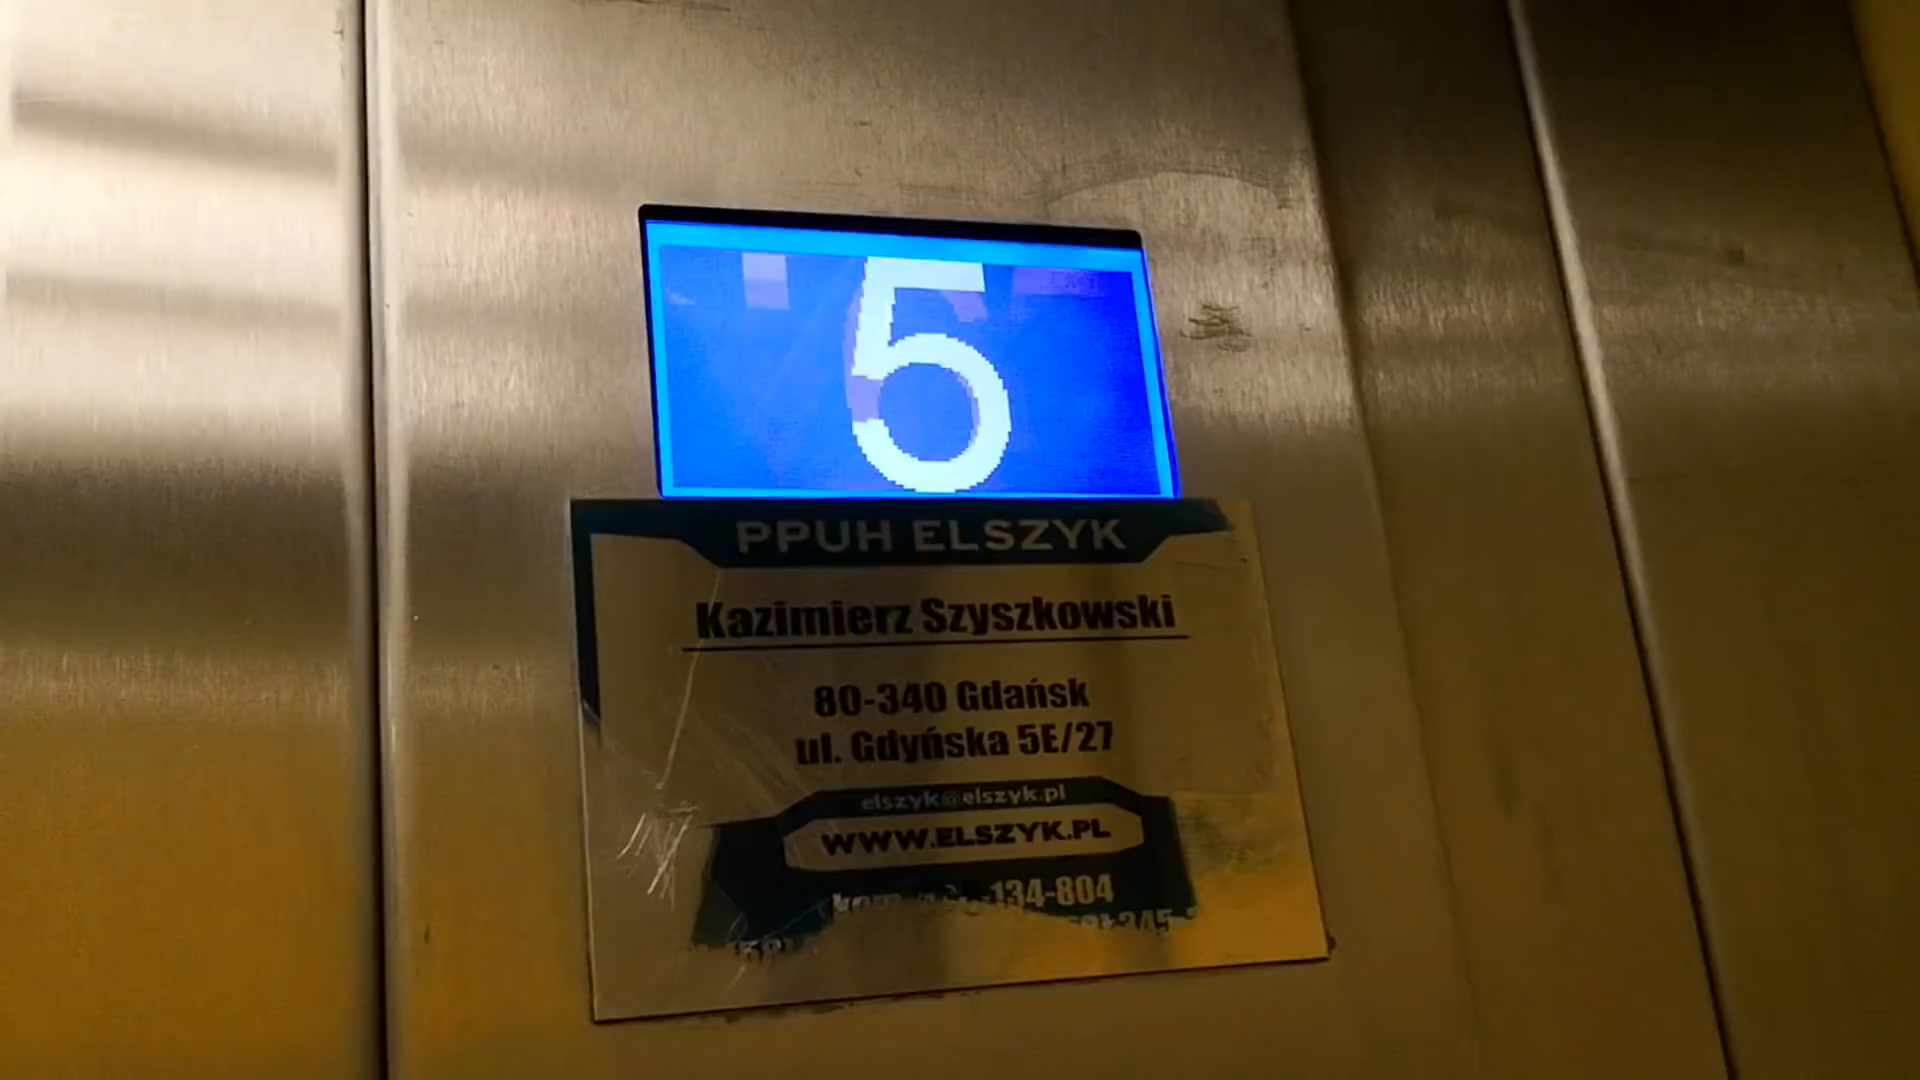 5
PPUH ELSZYK
Kazimierz Szyszkowski
80-340 Gdańsk
ul. Gdyńska 5E/27
elszyk@elszyk.pl
WWW.ELSZYK.PL
134-804